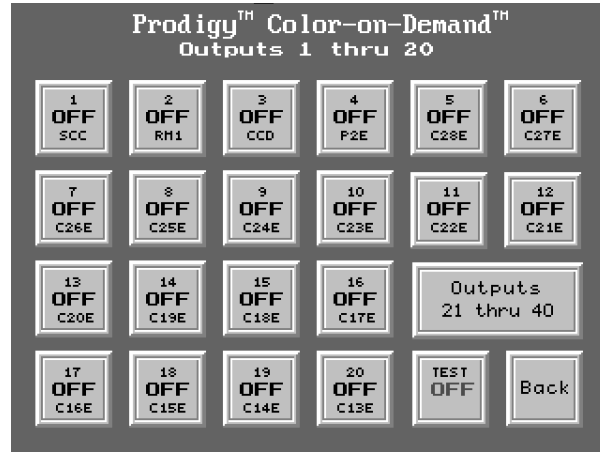 Prodigy™ Color-on-Demand™
Outputs 1 thru 20
1
OFF
SCC
2
OFF
RM1
3
OFF
CCD
4
OFF
P2E
5
OFF
C28E
6
OFF
C27E
7
OFF
C26E
8
OFF
C25E
9
OFF
C24E
10
OFF
C23E
11
OFF
C22E
12
OFF
C21E
13
OFF
C20E
14
OFF
C19E
15
OFF
C18E
16
OFF
C17E
Outputs
21 thru 40
17
OFF
C16E
18
OFF
C15E
19
OFF
C14E
20
OFF
C13E
TEST
OFF
Back